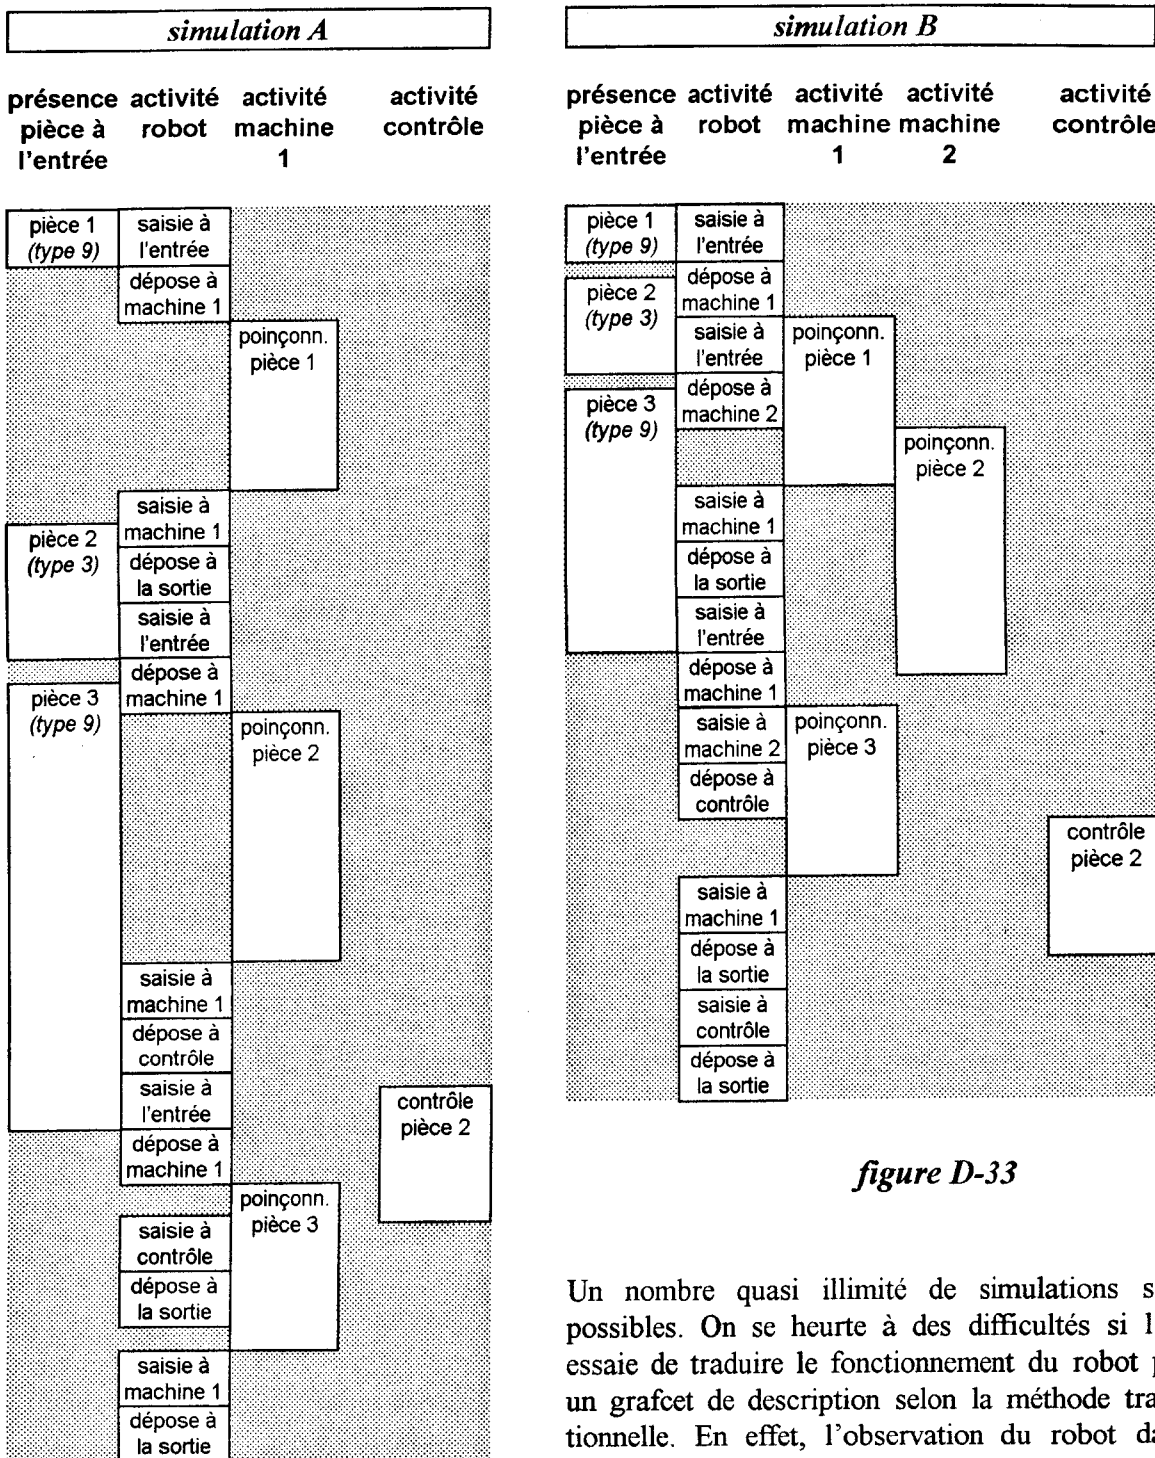 simulation A
présence activité activité activité
pièce à robot machine contrôle
l'entrée 1
pièce 1
(type 9)
saisie à
l'entrée
dépose à
machine 1
poinçonn.
pièce 1
saisie à
machine 1
pièce 2
(type 3)
dépose à
la sortie
saisie à
l'entrée
dépose à
machine 1
pièce 3
(type 9)
poinçonn.
pièce 2
saisie à
machine 1
dépose à
contrôle
saisie à
l'entrée
contrôle
pièce 2
dépose à
machine 1
poinçonn.
pièce 3
saisie à
contrôle
dépose à
la sortie
saisie à
machine 1
dépose à
la sortie
simulation B
présence activité activité activité activité
pièce à robot machine machine contrôle
l'entrée 1 2
pièce 1
(type 9)
saisie à
l'entrée
dépose à
machine 1
pièce 2
(type 3)
saisie à
l'entrée
poinçonn.
pièce 1
dépose à
machine 2
pièce 3
(type 9)
poinçonn.
pièce 2
saisie à
machine 1
dépose à
la sortie
saisie à
l'entrée
dépose à
machine 1
saisie à
machine 2
poinçonn.
pièce 3
dépose à
contrôle
contrôle
pièce 2
saisie à
machine 1
dépose à
la sortie
saisie à
contrôle
dépose à
la sortie
figure D-33
Un nombre quasi illimité de simulations s
possibles. On se heurte à des difficultés si l
essaie de traduire le fonctionnement du robot
un grafcet de description selon la méthode tra
tionnelle. En effet, l'observation du robot da